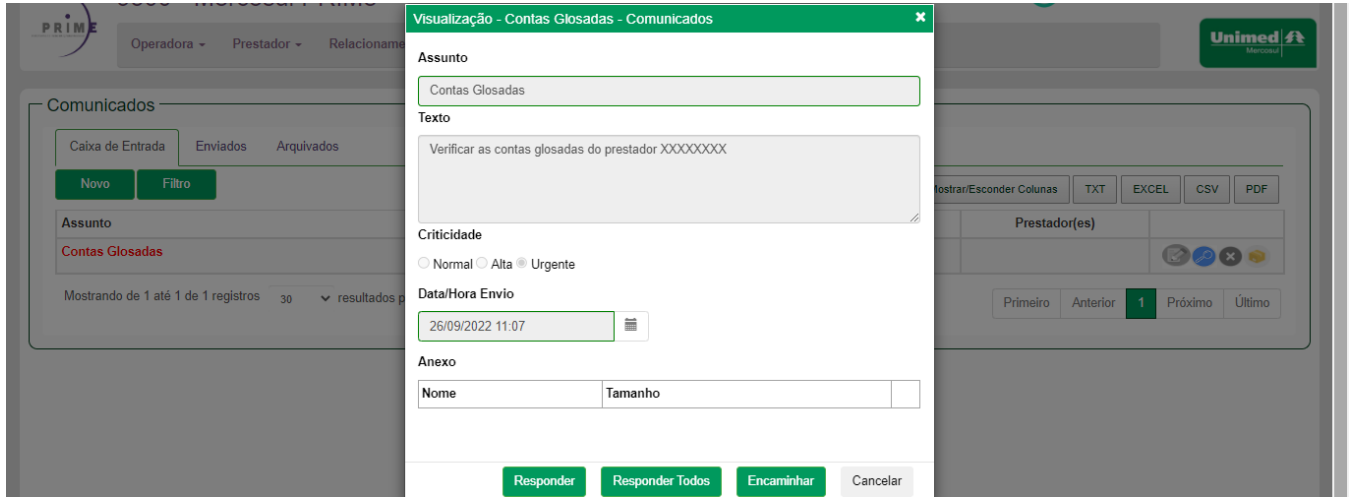 Visualização - Contas Glosadas - Comunicados
PRIME
Operadora
Prestador
Unimed
Mercosul
Assunto
Contas Glosadas
Texto
Verificar as contas glosadas do prestador XXXXXXXX
Criticidade
Normal Alta Urgente
Data/Hora Envio
26/09/2022 11:07
Anexo
Nome Tamanho
Responder Responder Todos Encaminhar Cancelar
Comunicados
Caixa de Entrada Enviados Arquivados
Novo Filtro
Colunas TXT EXCEL CSV PDF
Assunto Prestador(es)
Contas Glosadas
Mostrando de 1 até 1 de 1 registros 30 resultados
Primeiro Anterior 1 Próximo Último